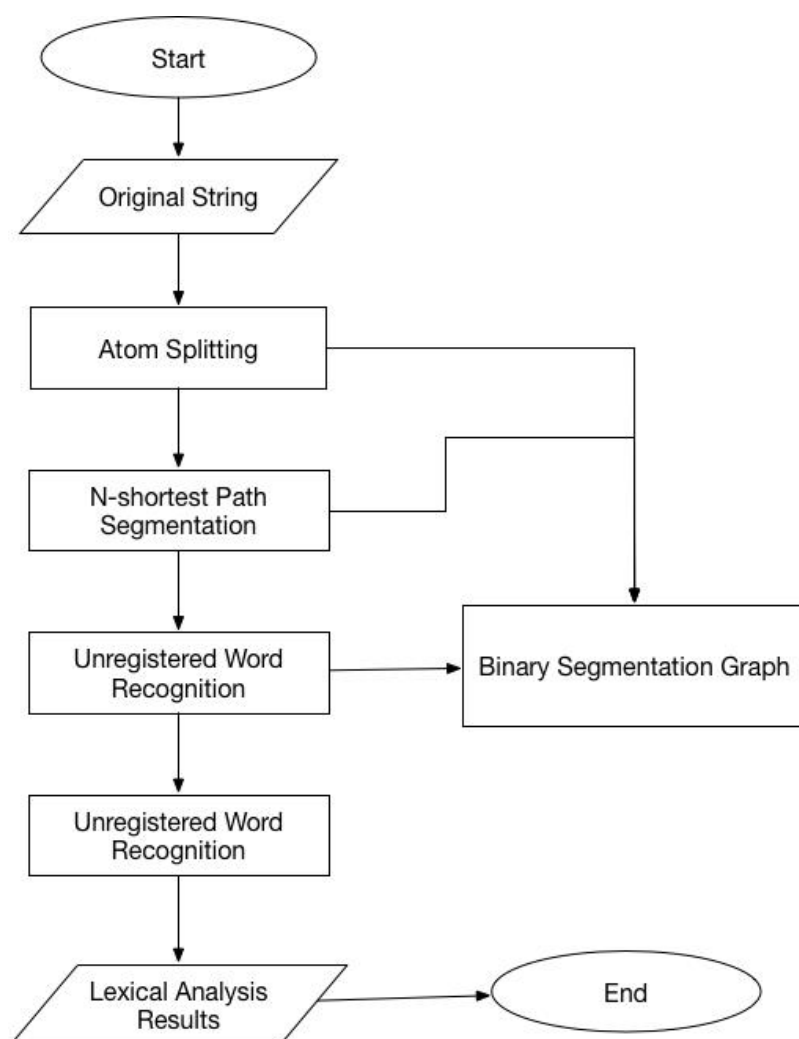 Start
Original String
Atom Splitting
N-shortest Path
Segmentation
Unregistered Word
Recognition
Binary Segmentation Graph
Unregistered Word
Recognition
Lexical Analysis
Results
End